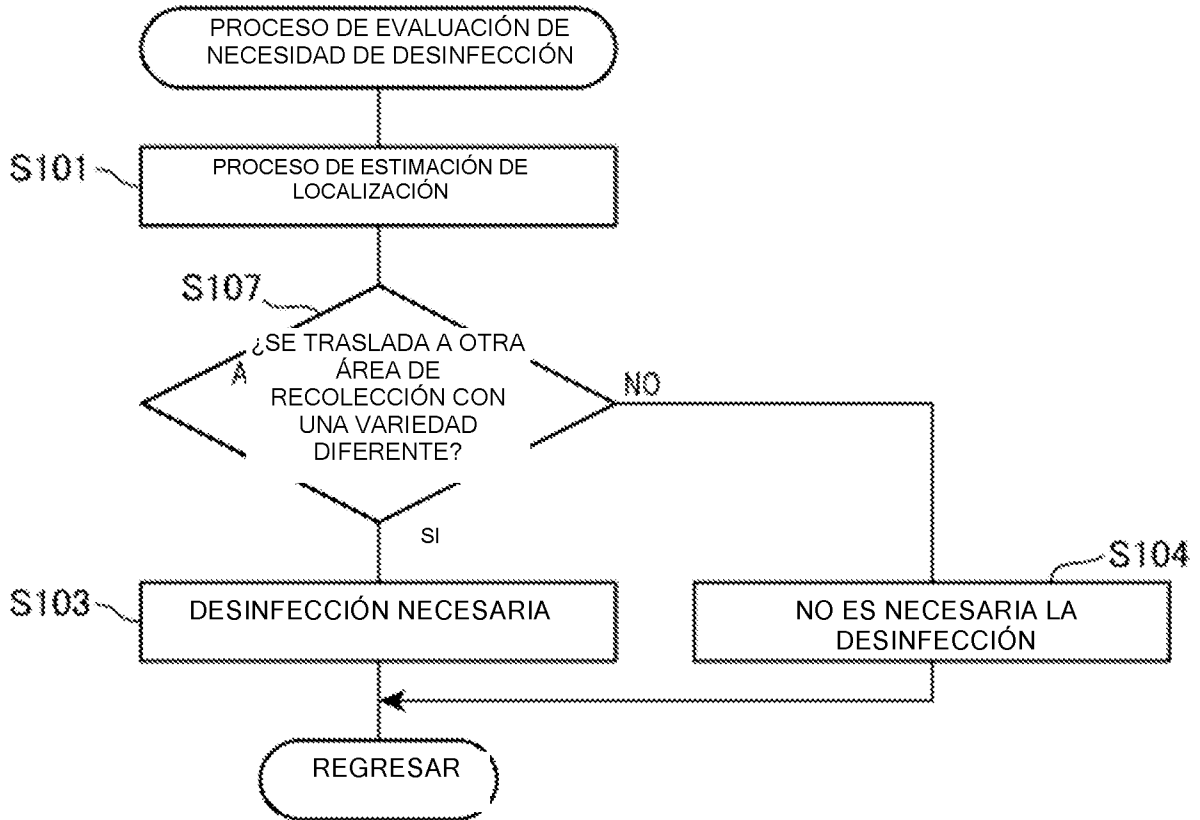 PROCESO DE EVALUACIÓN DE
NECESIDAD DE DESINFECCIÓN
S101
PROCESO DE ESTIMACIÓN DE
LOCALIZACIÓN
S107
¿SE TRASLADA A OTRA
A
ÁREA DE
RECOLECCIÓN CON
UNA VARIEDAD
DIFERENTE?
NO
SI
S103
DESINFECCIÓN NECESARIA
S104
NO ES NECESARIA LA
DESINFECCIÓN
REGRESAR